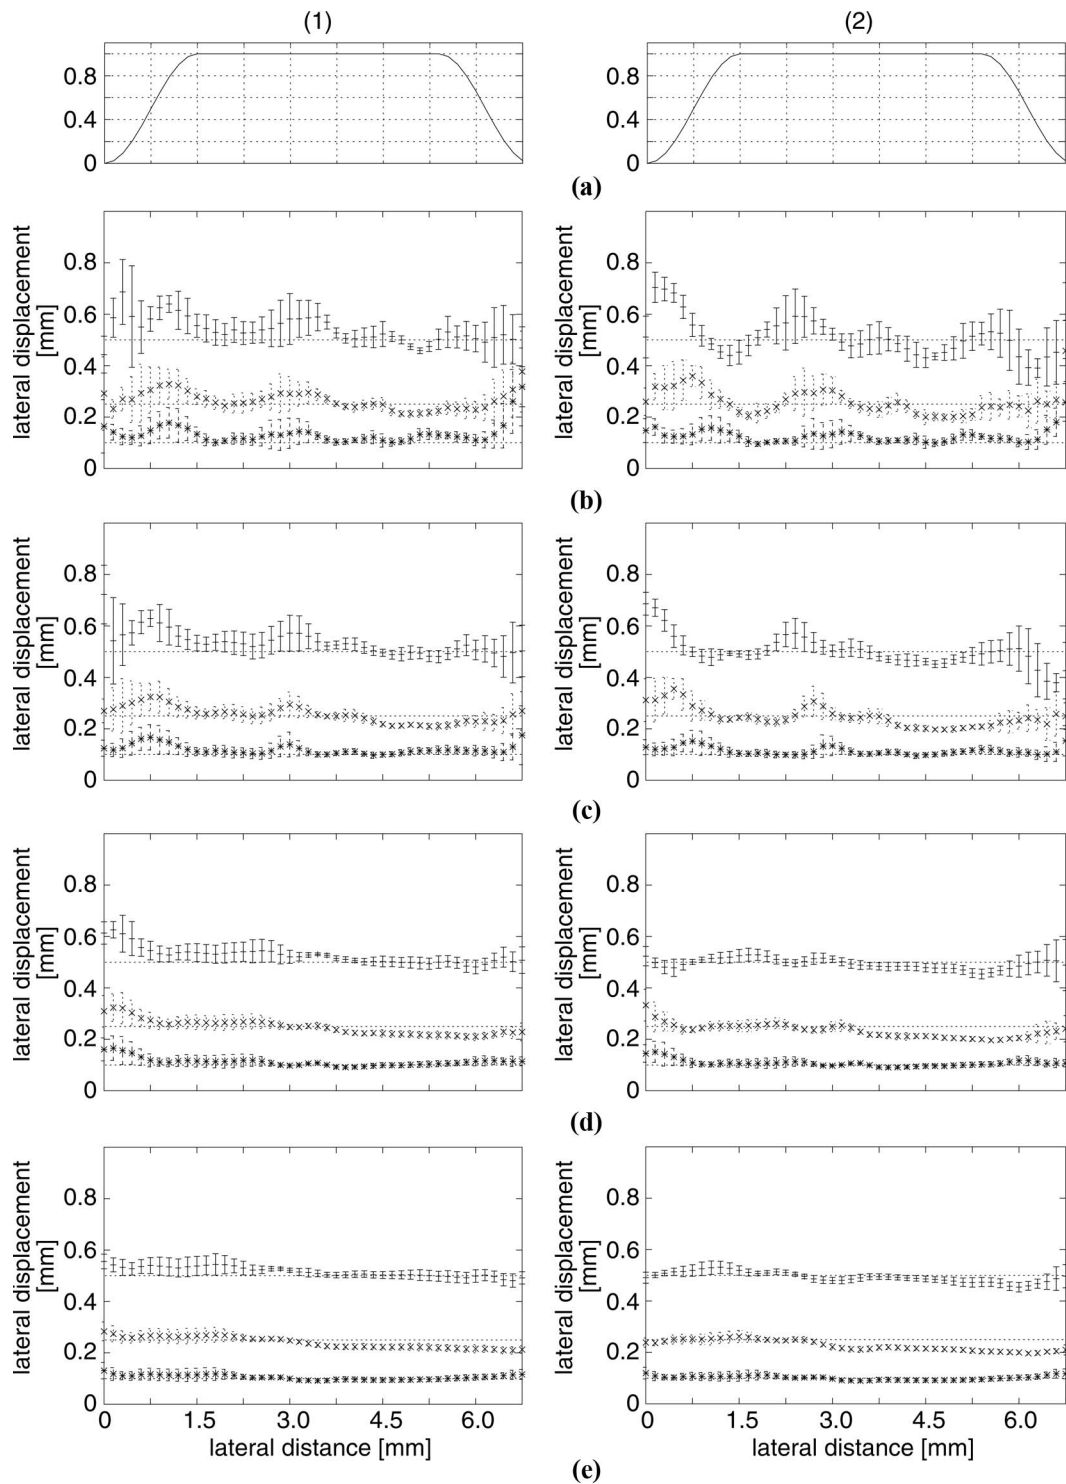 (1) (2)
0.8 0.8
0.4 0.4
0 0
(a)
lateral displacement [mm] lateral displacement [mm]
0.8 0.8
0.6 0.6
0.4 0.4
0.2 0.2
0 0
(b)
lateral displacement [mm] lateral displacement [mm]
0.8 0.8
0.6 0.6
0.4 0.4
0.2 0.2
0 0
(c)
lateral displacement [mm] lateral displacement [mm]
0.8 0.8
0.6 0.6
0.4 0.4
0.2 0.2
0 0
(d)
lateral displacement [mm] lateral displacement [mm]
0.8 0.8
0.6 0.6
0.4 0.4
0.2 0.2
0 0
0 1.5 3.0 4.5 6.0 0 1.5 3.0 4.5 6.0
lateral distance [mm] lateral distance [mm]
(e)